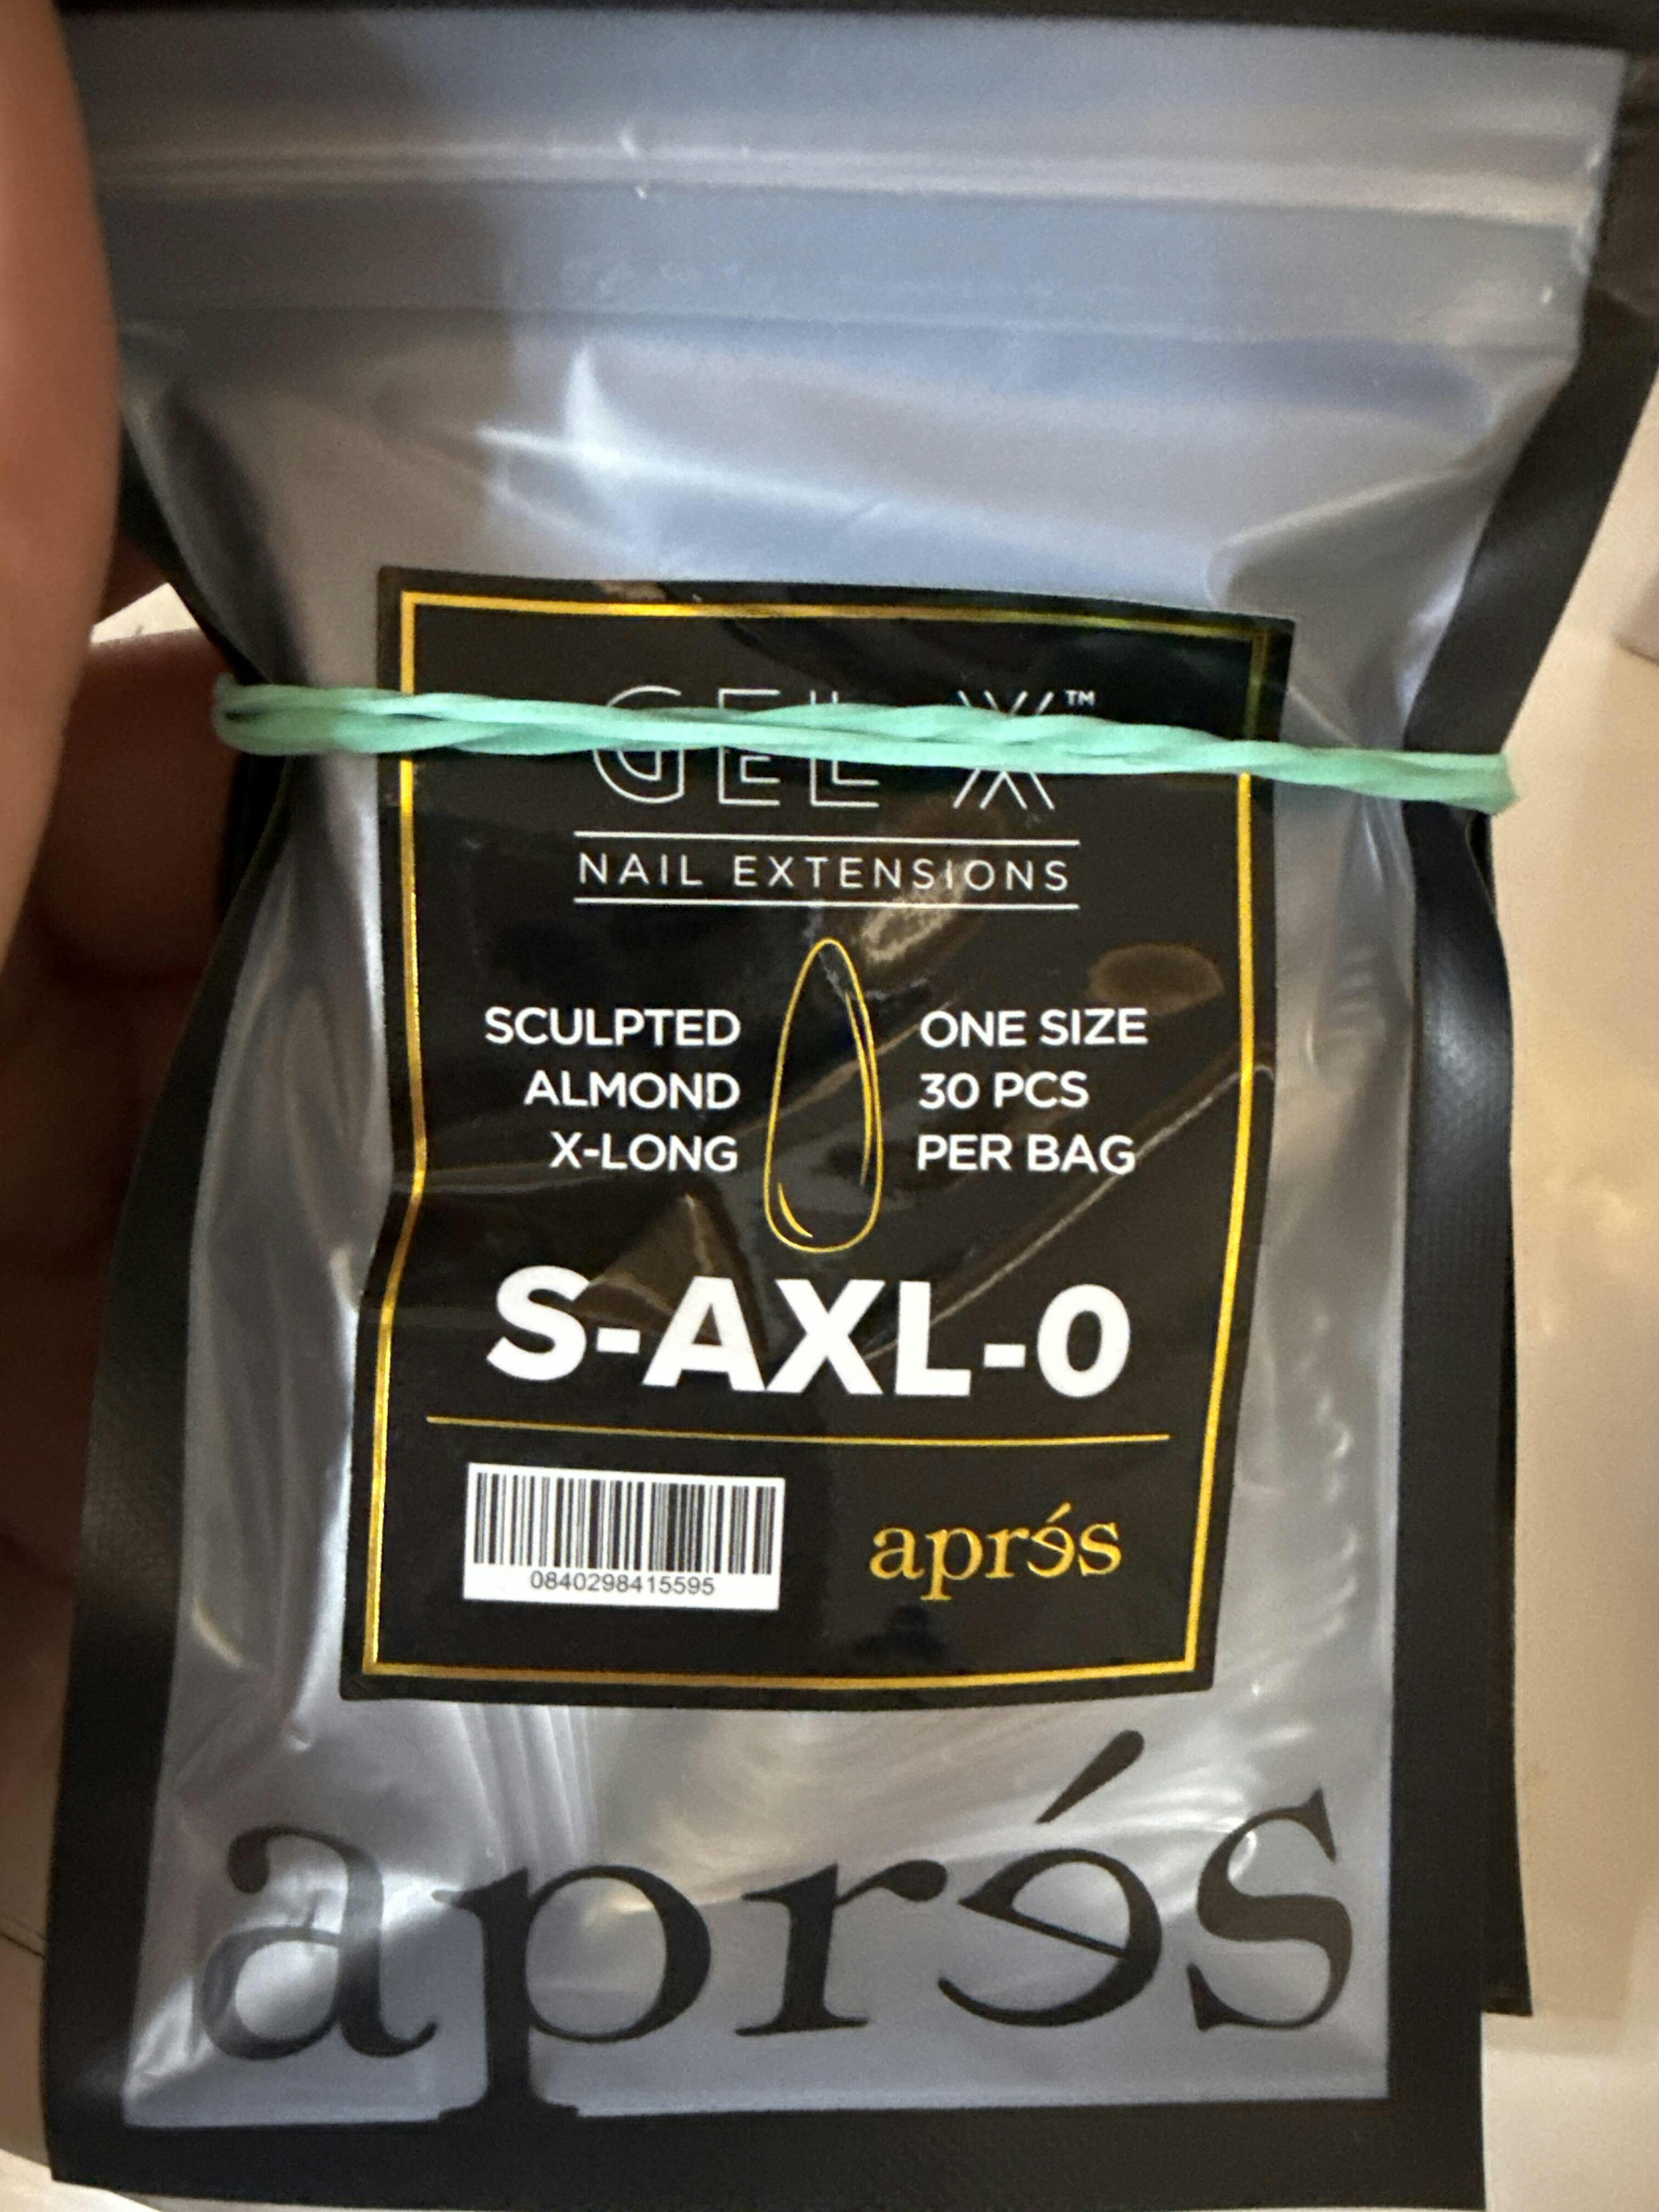 GEL X™
NAIL EXTENSIONS
SCULPTED
ALMOND
X-LONG
ONE SIZE
30 PCS
PER BAG
S-AXL-0
0840298415595
aprés
aprés